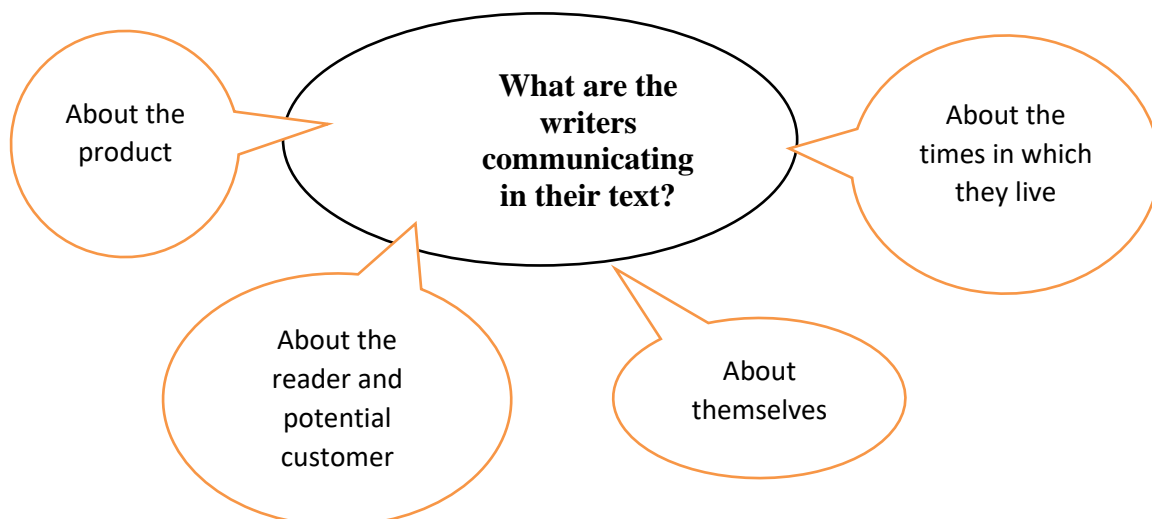 What are the
writers
communicating
in their text?
About the
product
About the
times in which
they live
About the
reader and
potential
customer
About
themselves